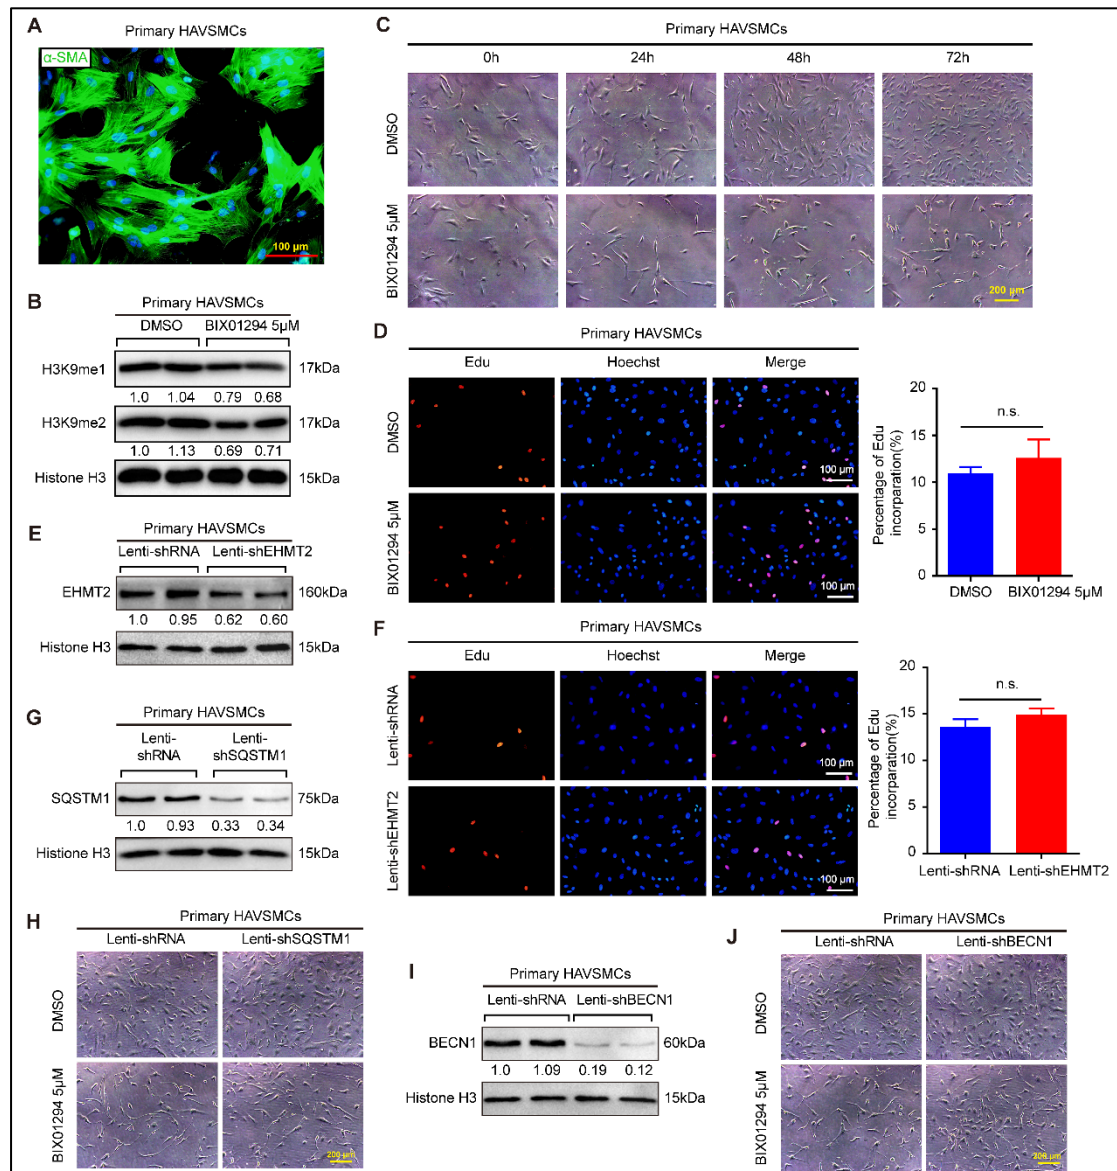 A
Primary HAVSMCs
α-SMA
100 μm
B
Primary HAVSMCs
DMSO BIX01294 5μM
H3K9me1 17kDa
1.0 1.04 0.79 0.68
H3K9me2 17kDa
1.0 1.13 0.69 0.71
Histone H3 15kDa
C
Primary HAVSMCs
0h 24h 48h 72h
DMSO
BIX01294 5μM
200 μm
D
Primary HAVSMCs
Edu Hoechst Merge
DMSO
100 μm
BIX01294 5μM
100 μm
Percentage of Edu
incorparation(%)
20
15
10
5
0
n.s.
DMSO BIX01294 5μM
E
Primary HAVSMCs
Lenti-shRNA Lenti-shEHMT2
EHMT2 160kDa
1.0 0.95 0.62 0.60
Histone H3 15kDa
F
Primary HAVSMCs
Edu Hoechst Merge
Lenti-shRNA
100 μm
Lenti-shEHMT2
100 μm
Percentage of Edu
incorparation(%)
20
15
10
5
0
n.s.
Lenti-shRNA Lenti-shEHMT2
G
Primary HAVSMCs
Lenti-
shRNA
Lenti-
shSQSTM1
SQSTM1 75kDa
1.0 0.93 0.33 0.34
Histione H3 15kDa
H
Primary HAVSMCs
Lenti-shRNA Lenti-shSQSTM1
DMSO
BIX01294 5μM
200 μm
I
Primary HAVSMCs
Lenti-shRNA Lenti-shBECN1
BECN1 60kDa
1.0 1.09 0.19 0.12
Histone H3 15kDa
J
Primary HAVSMCs
Lenti-shRNA Lenti-shBECN1
DMSO
BIX01294 5μM
200 μm